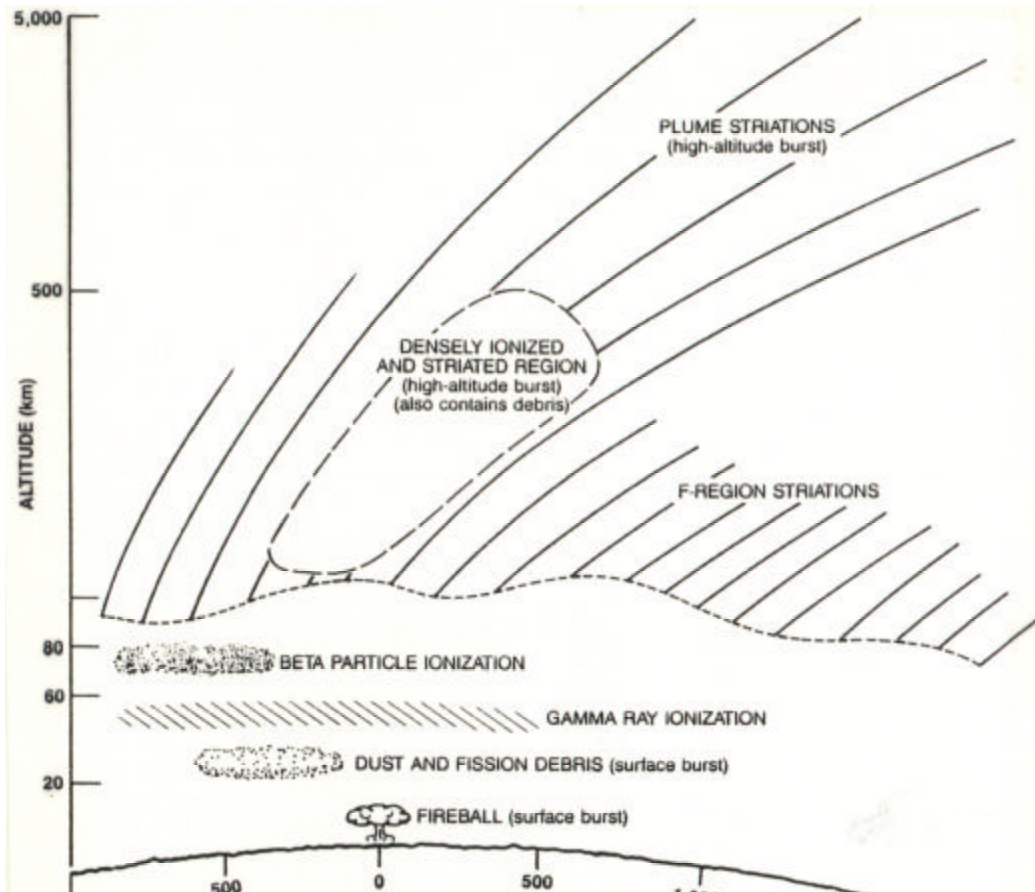 5,000
PLUME STRIATIONS
(high-altitude burst)
500
DENSELY IONIZED
AND STRIATED REGION
(high-altitude burst)
(also contains debris)
ALTITUDE (km)
F-REGION STRIATIONS
80
BETA PARTICLE IONIZATION
60
GAMMA RAY IONIZATION
DUST AND FISSION DEBRIS (surface burst)
20
FIREBALL (surface burst)
500
0
500